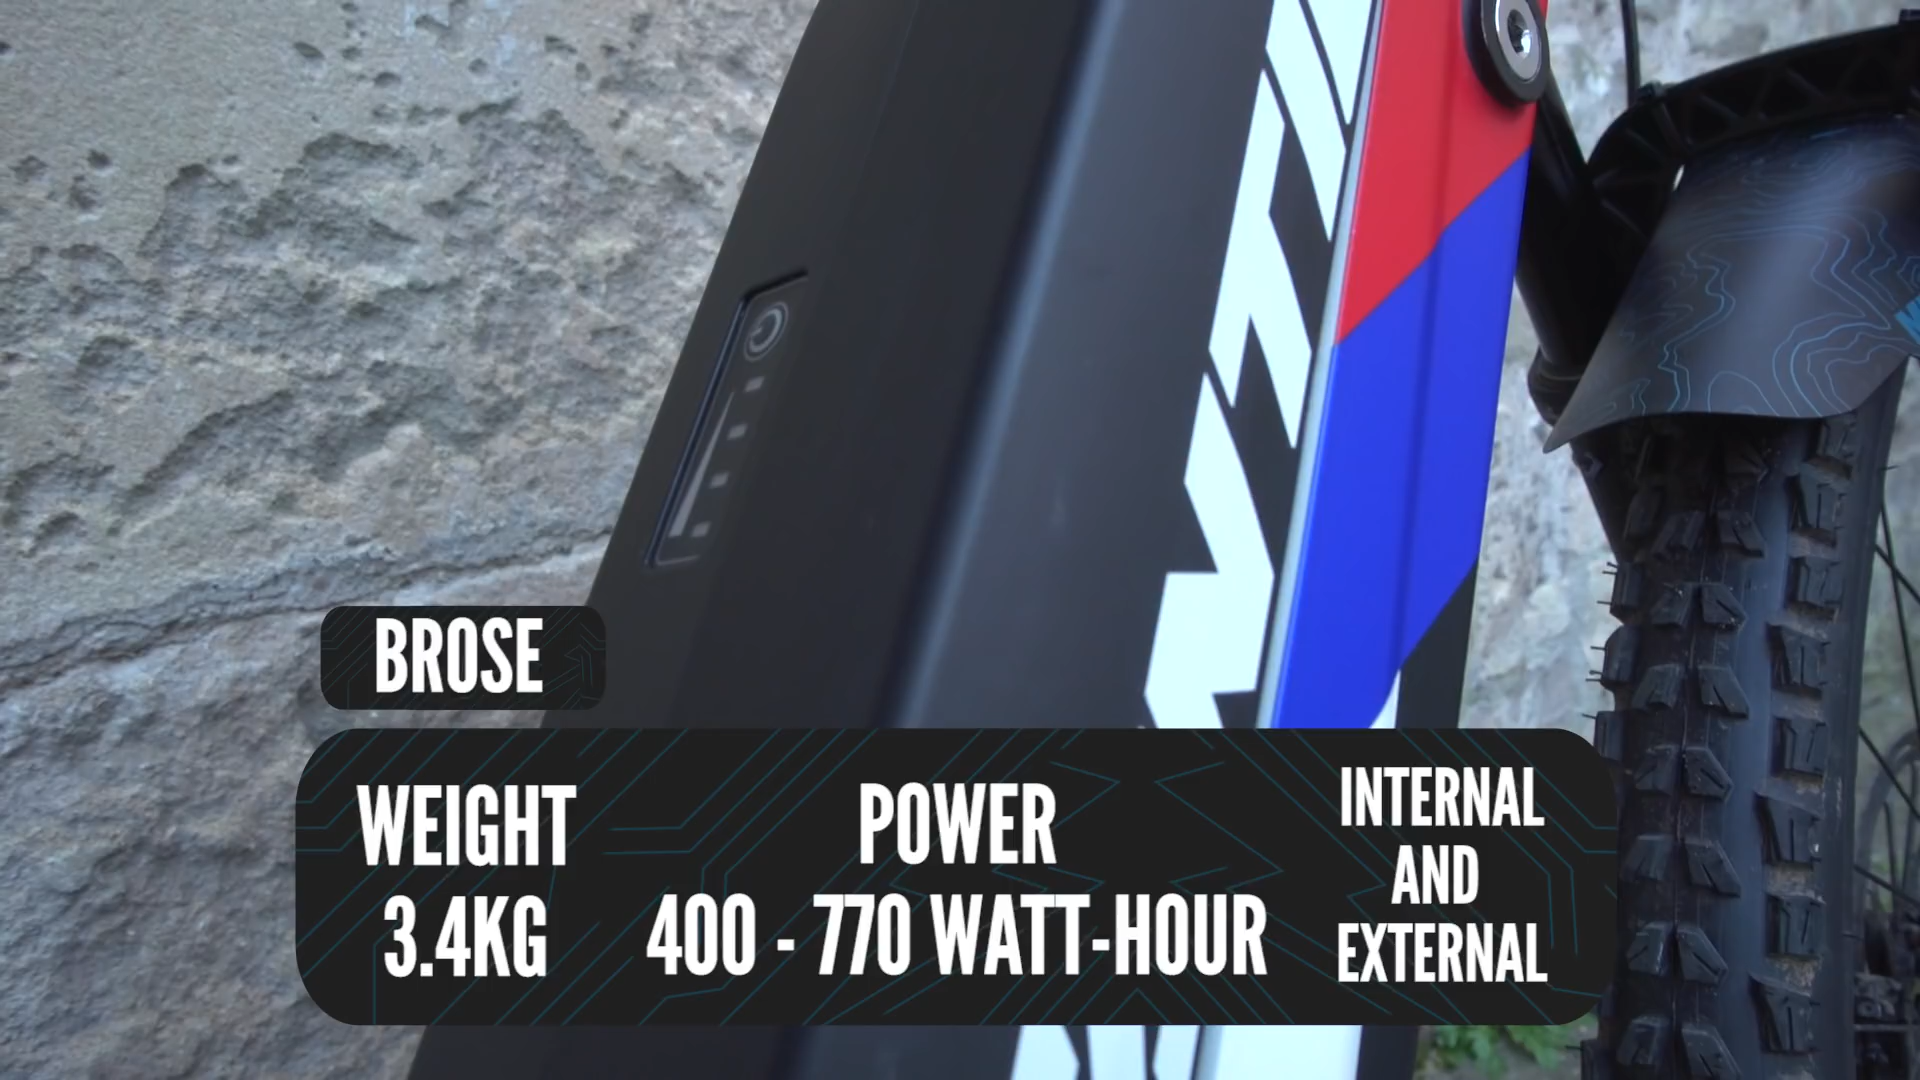 BROSE
WEIGHT
3.4KG
POWER
400 - 770 WATT-HOUR
INTERNAL
AND
EXTERNAL